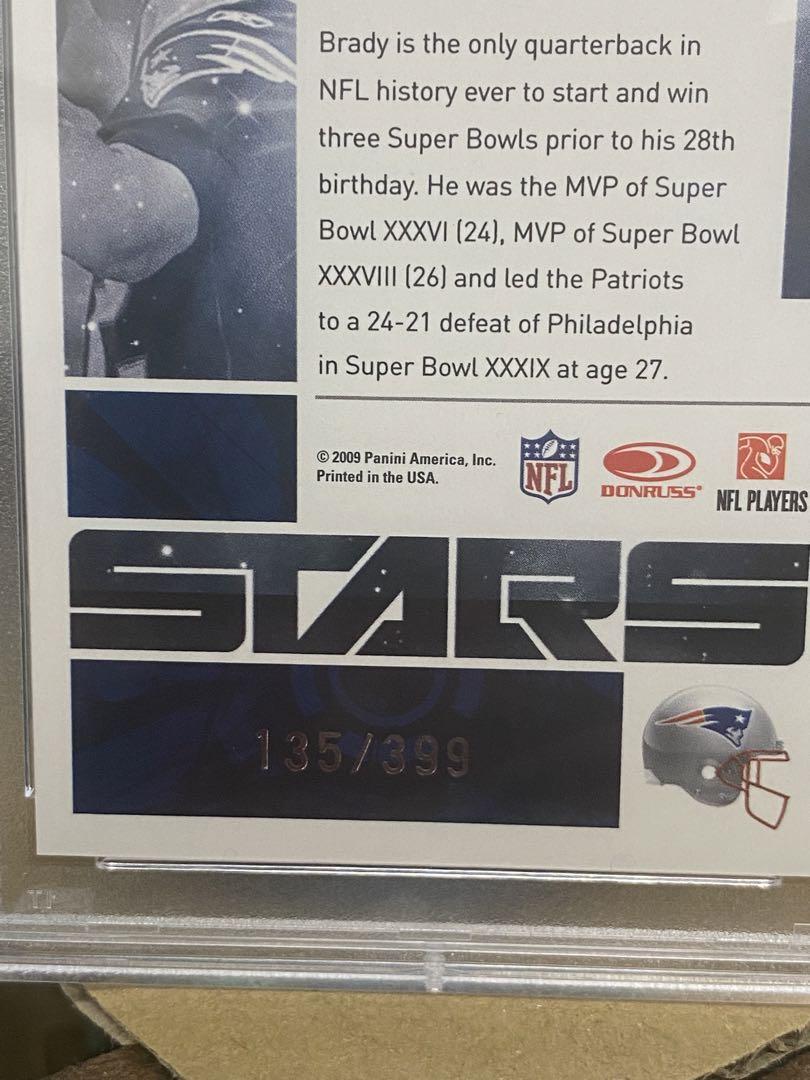 Brady is the only quarterback in
NFL history ever to start and win
three Super Bowls prior to his 28th
birthday. He was the MVP of Super
Bowl XXXVI (24), MVP of Super Bowl
XXXVIII (26) and led the Patriots
to a 24-21 defeat of Philadelphia
in Super Bowl XXXIX at age 27.
© 2009 Panini America, Inc.
Printed in the USA.
NFL
DONRUSS®
NFL PLAYERS
STARS
135/399